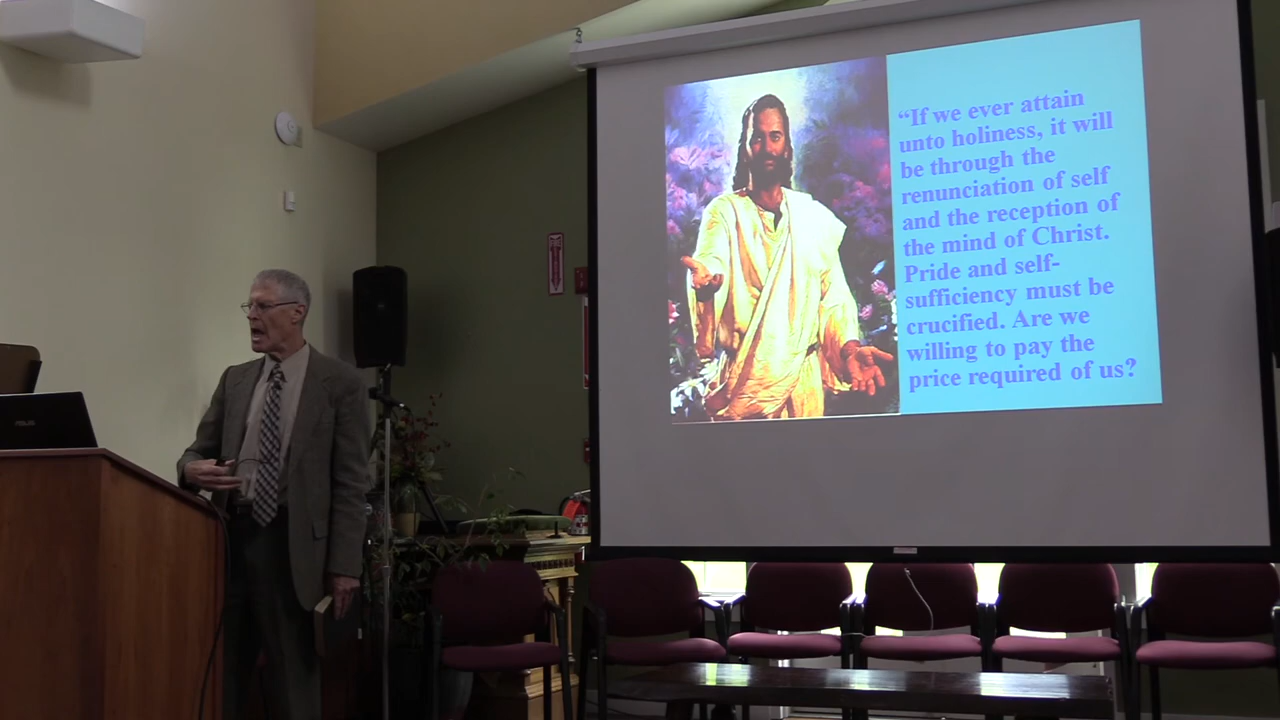 “If we ever attain
unto holiness, it will
be through the
renunciation of self
and the reception of
the mind of Christ.
Pride and self-
sufficiency must be
crucified. Are we
willing to pay the
price required of us?
ASUS
FIRE